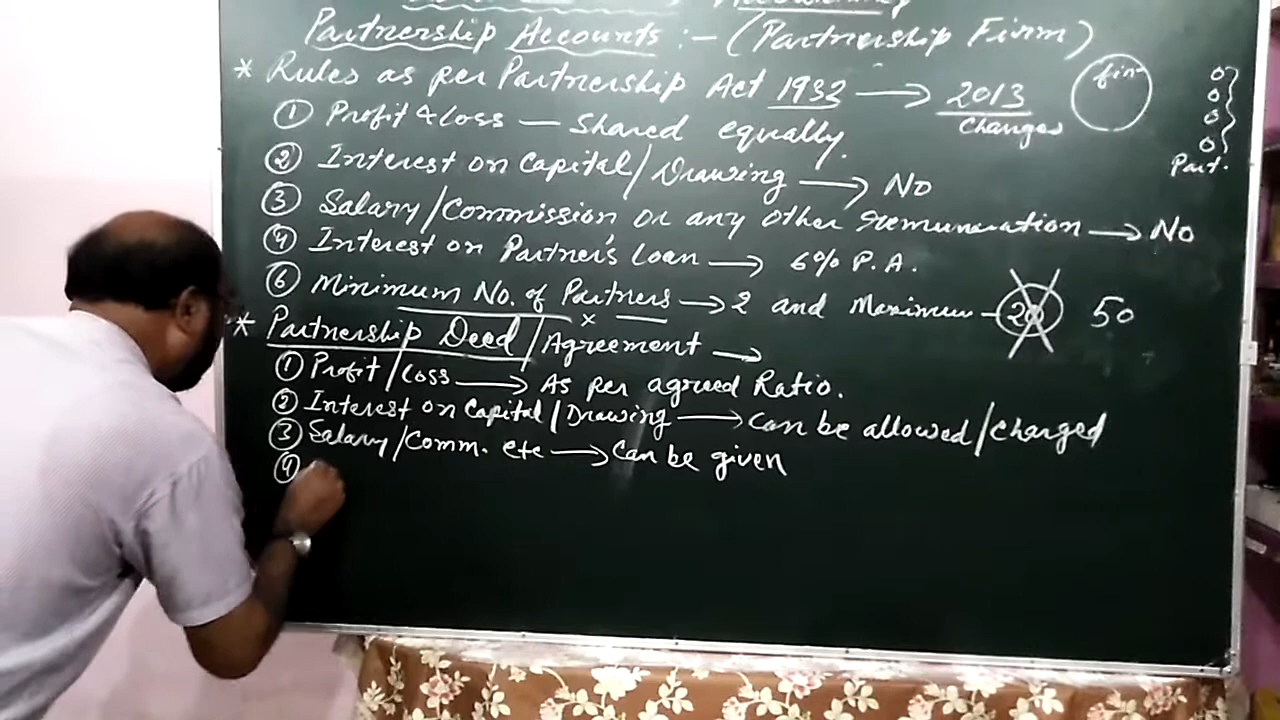 Accounting
Partnership Accounts :- (Partnership Firm)
* Rules as per Partnership Act 1932 → 2013
Changes
firm
Part.
① Profit & Loss — Shared equally.
② Interest on Capital/Drawing → No
③ Salary/Commission or any other remuneration → No
④ Interest on Partner's Loan → 6% P.A.
⑥ Minimum No. of Partners → 2 and Maximum - 20 50
x
* Partnership Deed/Agreement →
① Profit/Loss → As per agreed Ratio.
② Interest on Capital/Drawing → Can be allowed/charged
③ Salary/Comm. etc → Can be given
④